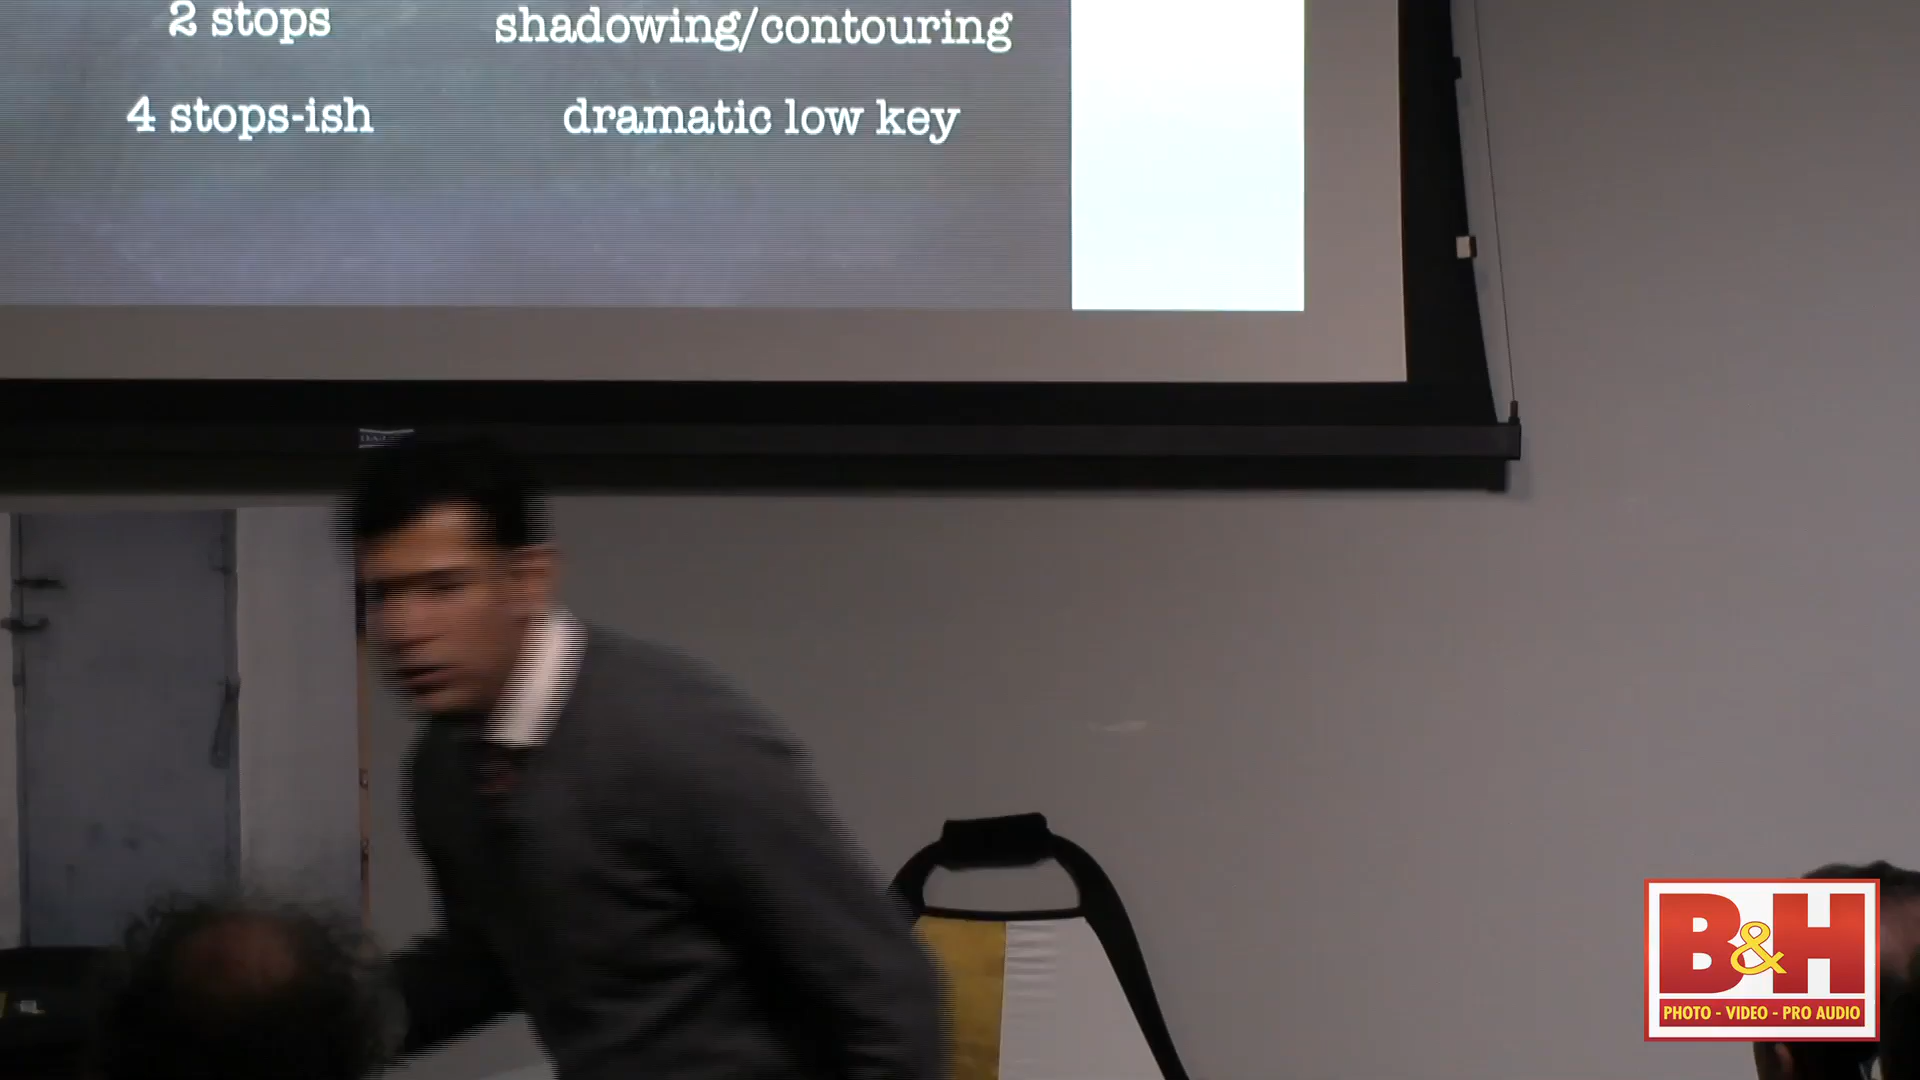 2 stops
shadowing/contouring
4 stops-ish
dramatic low key
B&H
PHOTO - VIDEO - PRO AUDIO